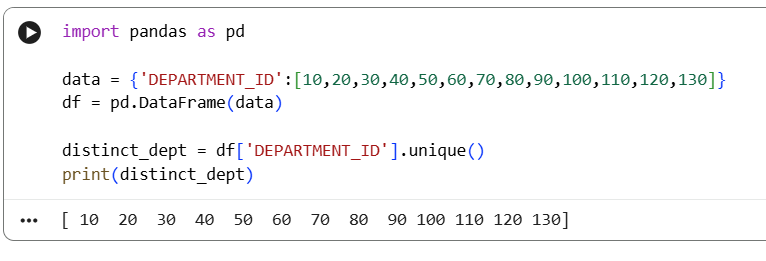 import pandas as pd
data = {'DEPARTMENT_ID':[10,20,30,40,50,60,70,80,90,100,110,120,130]}
df = pd.DataFrame(data)
distinct_dept = df['DEPARTMENT_ID'].unique()
print(distinct_dept)
[ 10  20  30  40  50  60  70  80  90 100 110 120 130]